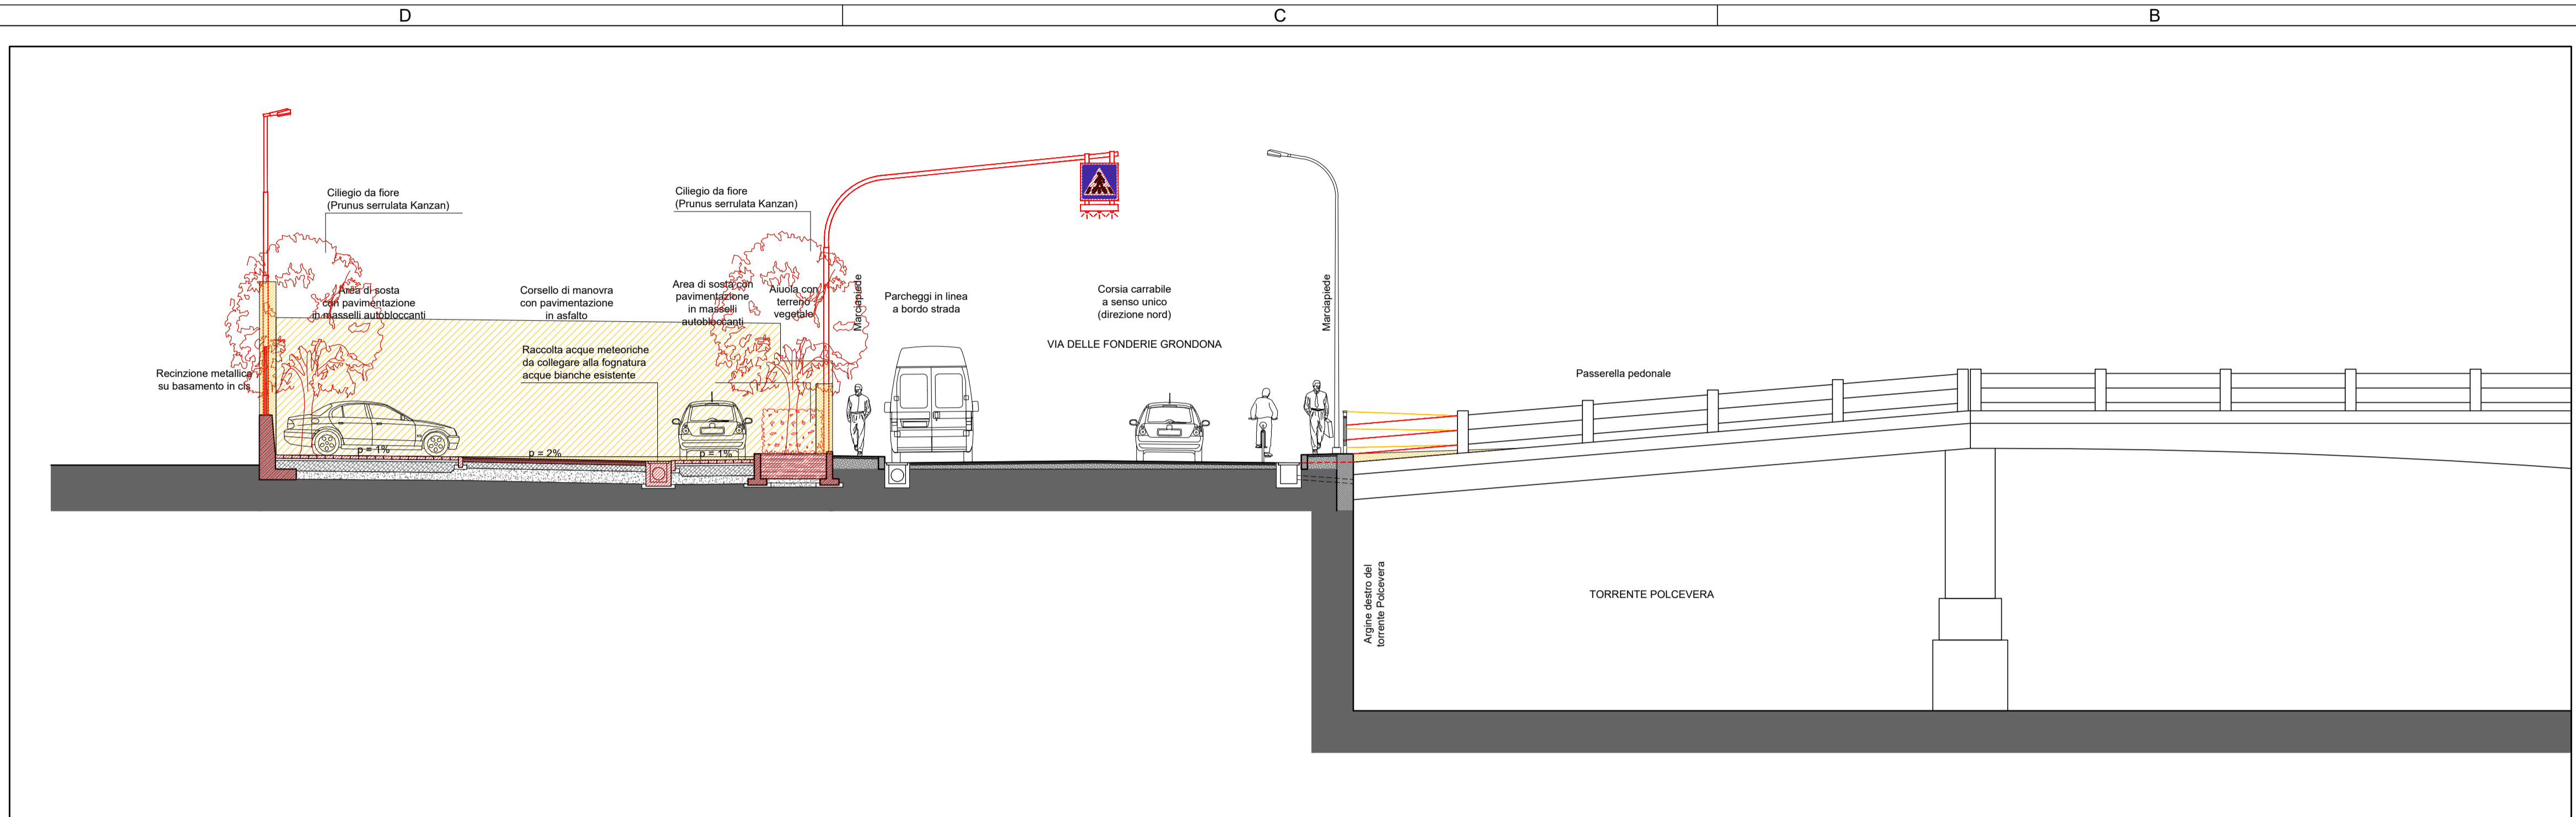 D
C
B
Ciliegio da fiore
(Prunus serrulata Kanzan)
Ciliegio da fiore
(Prunus serrulata Kanzan)
Area di sosta
con pavimentazione
in masselli autobloccanti
Corsello di manovra
con pavimentazione
in asfalto
Area di sosta con
pavimentazione
in masselli
autobloccanti
Aiuola con
terreno
vegetale
Marciapiede
Parcheggi in linea
a bordo strada
Corsia carrabile
a senso unico
(direzione nord)
Marciapiede
VIA DELLE FONDERIE GRONDONA
Raccolta acque meteoriche
da collegare alla fognatura
acque bianche esistente
Recinzione metallica
su basamento in cls
Passerella pedonale
p = 1%
p = 2%
p = 1%
Argine destro del
torrente Polcevera
TORRENTE POLCEVERA